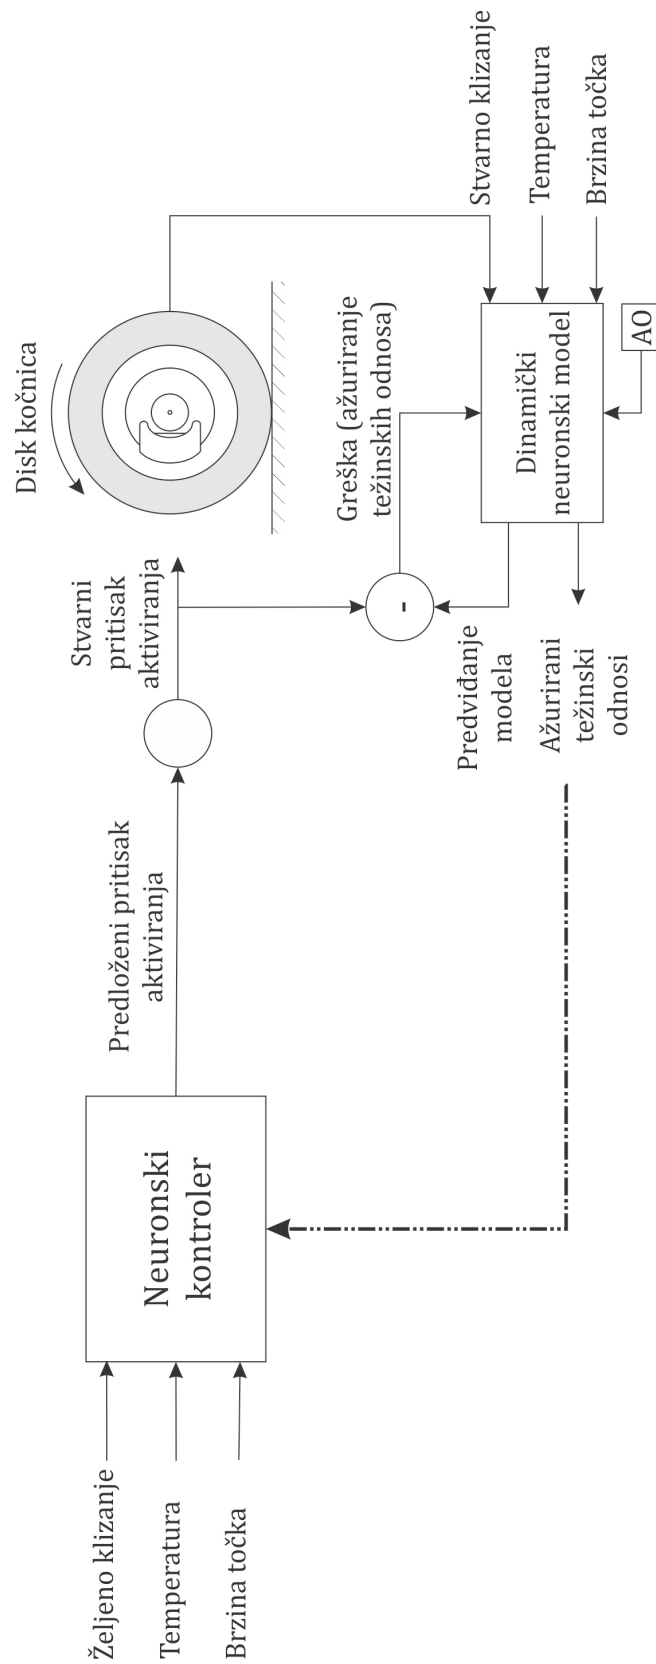 Željeno klizanje
Temperatura
Brzina točka
Neuronski
kontroler
Predloženi pritisak
aktiviranja
Stvarni
pritisak
aktiviranja
Disk kočnica
Greška (ažuriranje
težinskih odnosa)
-
Predviđanje
modela
Ažurirani
težinski
odnosi
Dinamički
neuronski model
Stvarno klizanje
Temperatura
Brzina točka
AO